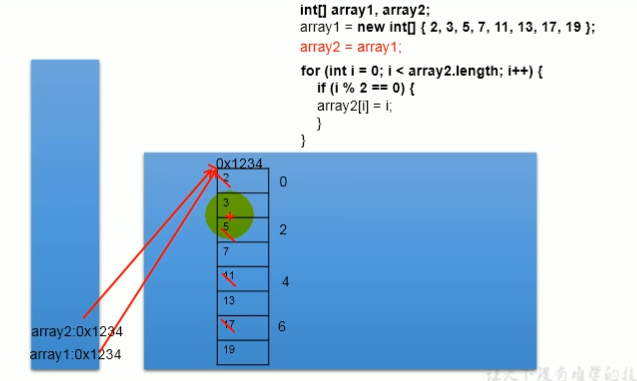 int[] array1, array2;
array1 = new int[] { 2, 3, 5, 7, 11, 13, 17, 19 };
array2 = array1;
for (int i = 0; i < array2.length; i++) {
if (i % 2 == 0) {
array2[i] = i;
}
}
0x1234
2 0
3
5 2
7
11 4
13
17 6
19
array2:0x1234
array1:0x1234
让天下没有难学的技